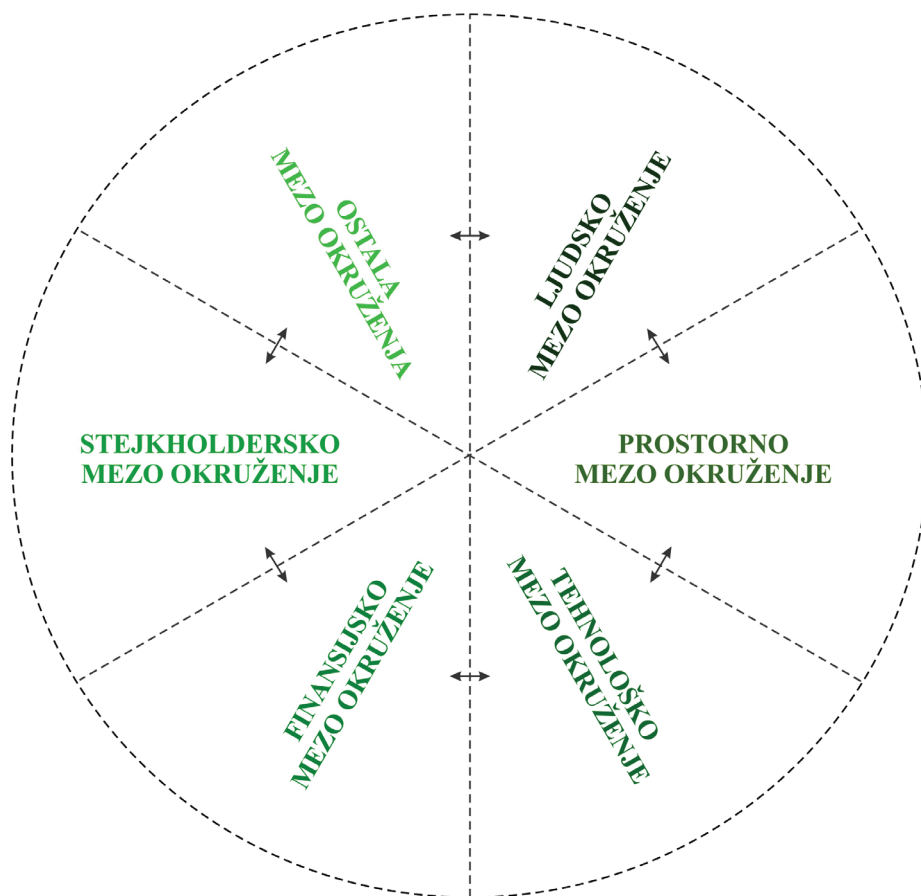 OSTALA
MEZO OKRUŽENJA
LJUDSKO
MEZO OKRUŽENJE
STEJKHOLDERSKO
MEZO OKRUŽENJE
PROSTORNO
MEZO OKRUŽENJE
FINANSIJSKO
MEZO OKRUŽENJE
TEHNOLOŠKO
MEZO OKRUŽENJE